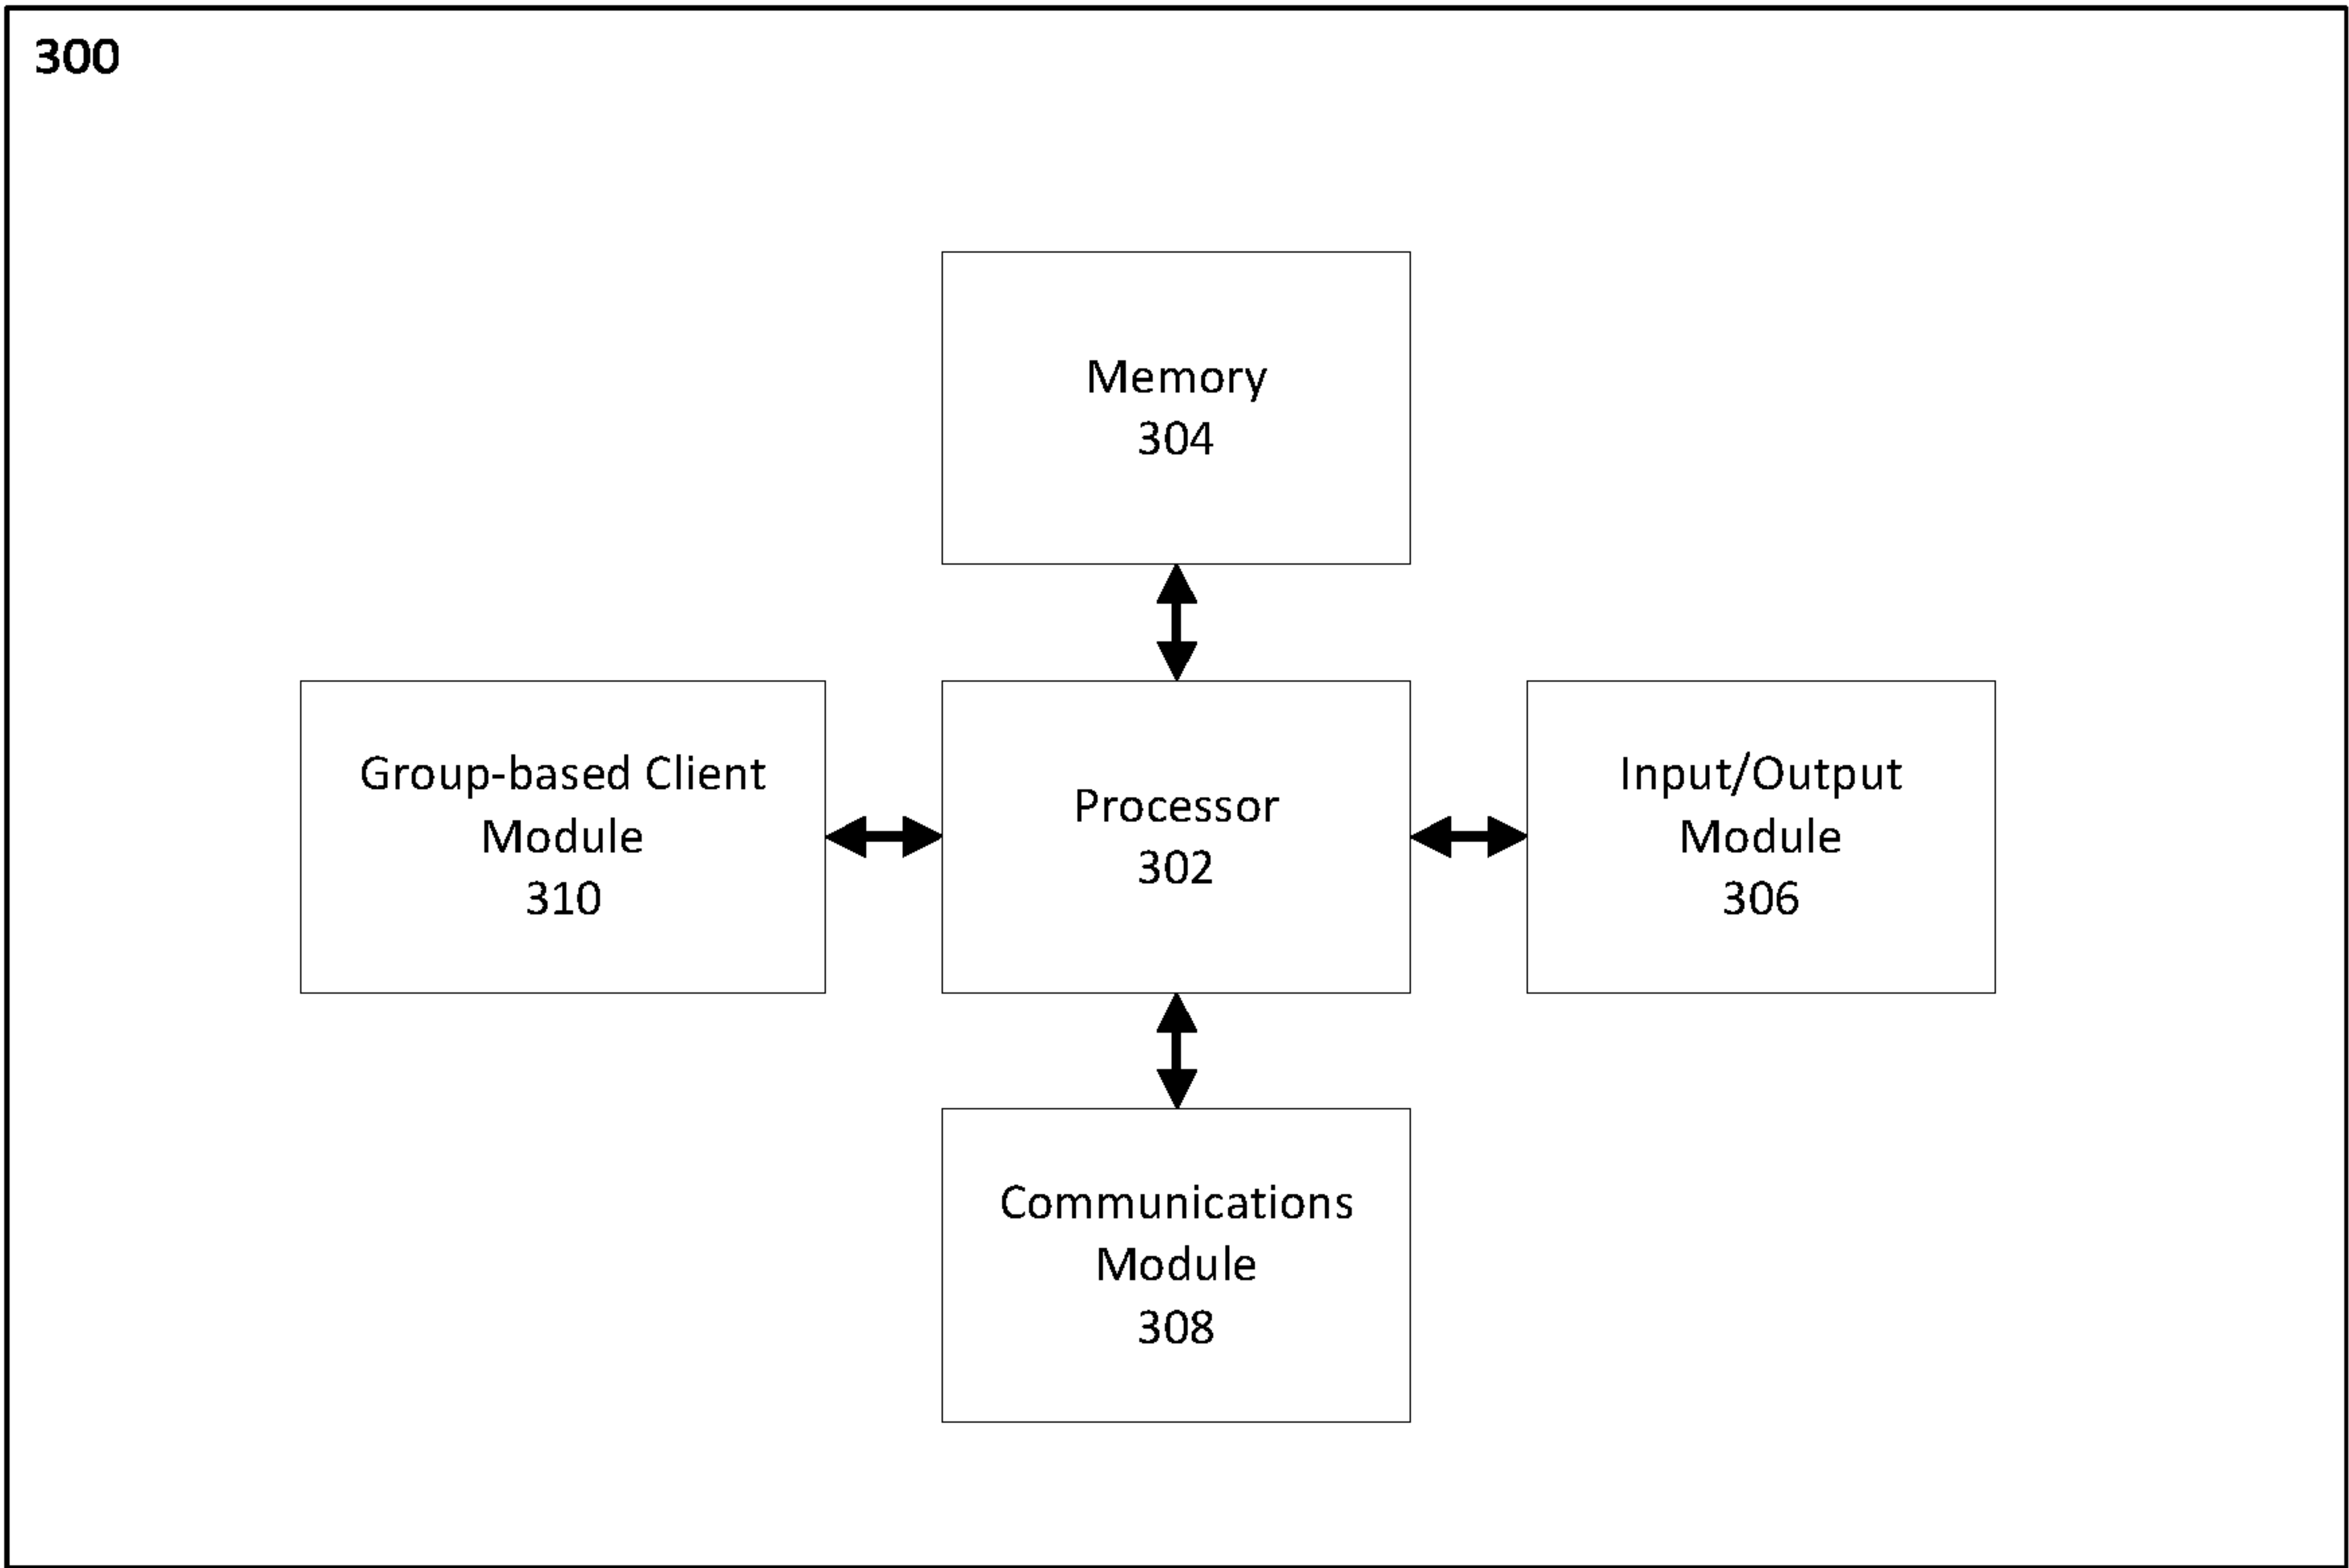 300
Memory
304
Group-based Client
Module
310
Processor
302
Input/Output
Module
306
Communications
Module
308